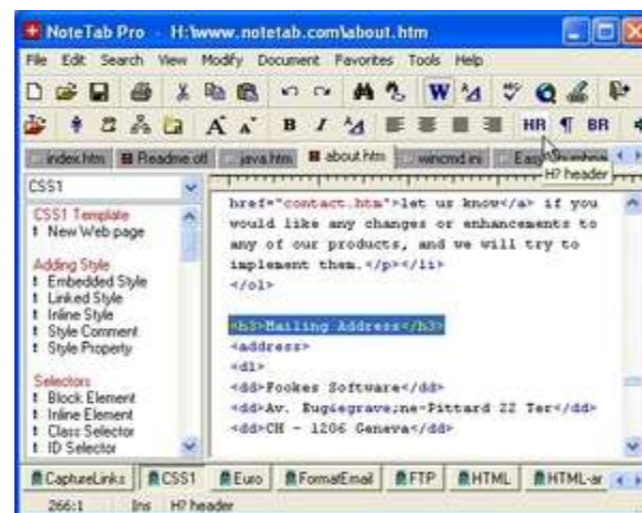 NoteTab Pro - H:\www.notetab.com\about.htm
File Edit Search View Modify Document Favorites Tools Help
W
A A B I HR ¶ BR
index.htm Readme.otl java.htm about.htm wincmd.ini
H? header
CSS1
CSS1 Template
New Web page
Adding Style
Embedded Style
Linked Style
Inline Style
Style Comment
Style Property
Selectors
Block Element
Inline Element
Class Selector
ID Selector
href="contact.htm">let us know</a> if you
would like any changes or enhancements to
any of our products, and we will try to
implement them.</p></li>
</ol>
<h3>Mailing Address</h3>
<address>
<dl>
<dd>Fookes Software</dd>
<dd>Av. Eug&egrave;ne-Pittard 22 Ter</dd>
<dd>CH - 1206 Geneva</dd>
CaptureLinks CSS1 Euro FormatEmail FTP HTML HTML-ar
266:1 Ins H? header